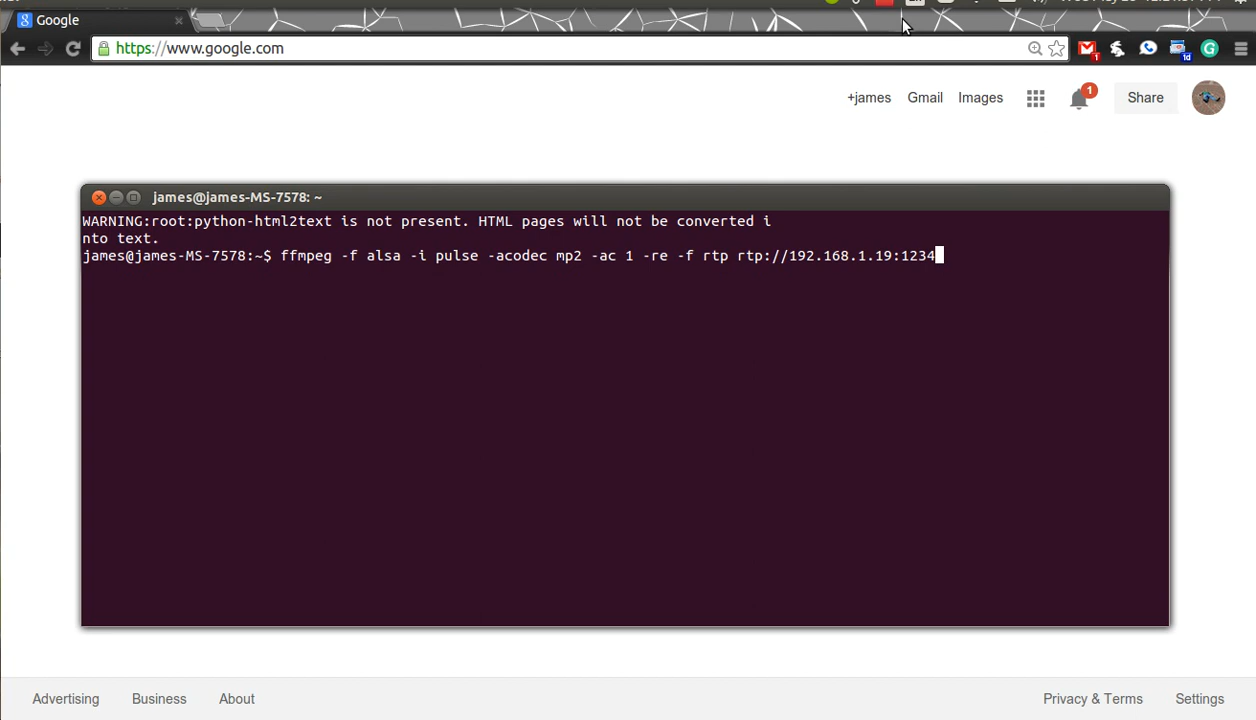 Google
https://www.google.com
1
1d
+james Gmail Images
1
Share
james@james-MS-7578: ~
WARNING:root:python-html2text is not present. HTML pages will not be converted i
nto text.
james@james-MS-7578:~$ ffmpeg -f alsa -i pulse -acodec mp2 -ac 1 -re -f rtp rtp://192.168.1.19:1234
Advertising Business About
Privacy & Terms Settings